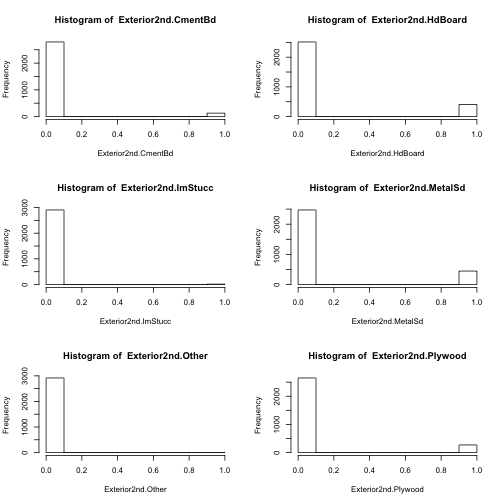 Histogram of  Exterior2nd.CmentBd
Frequency
0 1000 2000
0.0 0.2 0.4 0.6 0.8 1.0
Exterior2nd.CmentBd
Histogram of  Exterior2nd.HdBoard
Frequency
0 1000 2000
0.0 0.2 0.4 0.6 0.8 1.0
Exterior2nd.HdBoard
Histogram of  Exterior2nd.ImStucc
Frequency
0 1000 2000 3000
0.0 0.2 0.4 0.6 0.8 1.0
Exterior2nd.ImStucc
Histogram of  Exterior2nd.MetalSd
Frequency
0 1000 2000
0.0 0.2 0.4 0.6 0.8 1.0
Exterior2nd.MetalSd
Histogram of  Exterior2nd.Other
Frequency
0 1000 2000 3000
0.0 0.2 0.4 0.6 0.8 1.0
Exterior2nd.Other
Histogram of  Exterior2nd.Plywood
Frequency
0 1000 2000
0.0 0.2 0.4 0.6 0.8 1.0
Exterior2nd.Plywood